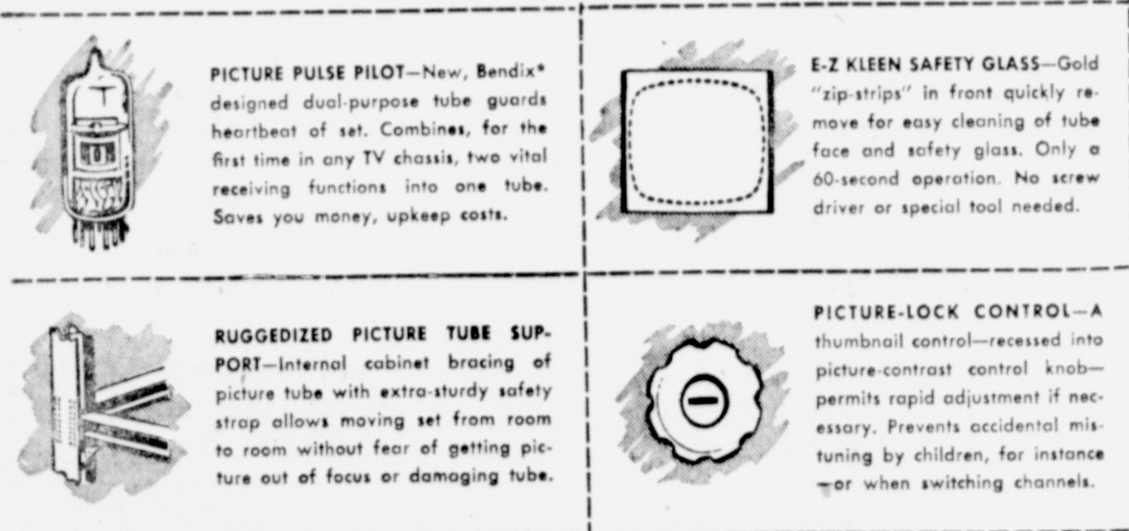 PICTURE PULSE PILOT—New, Bendix*
designed dual-purpose tube guards
heartbeat of set. Combines, for the
first time in any TV chassis, two vital
receiving functions into one tube.
Saves you money, upkeep costs.
E-Z KLEEN SAFETY GLASS—Gold
"zip-strips" in front quickly re-
move for easy cleaning of tube
face and safety glass. Only a
60-second operation. No screw
driver or special tool needed.
RUGGEDIZED PICTURE TUBE SUP-
PORT—Internal cabinet bracing of
picture tube with extra-sturdy safety
strap allows moving set from room
to room without fear of getting pic-
ture out of focus or damaging tube.
PICTURE-LOCK CONTROL—A
thumbnail control—recessed into
picture-contrast control knob—
permits rapid adjustment if nec-
essary. Prevents accidental mis-
tuning by children, for instance
—or when switching channels.